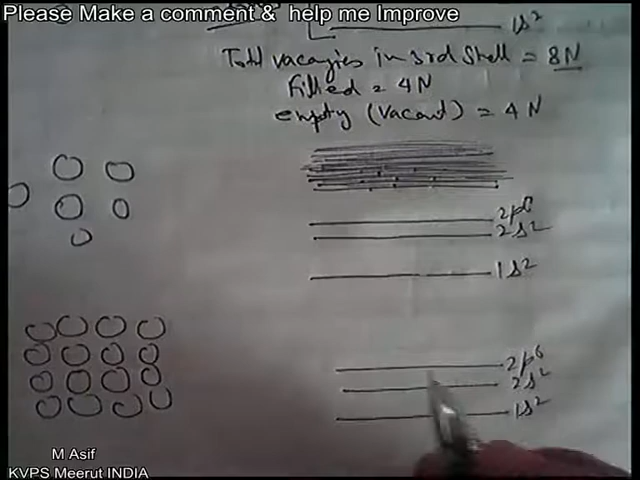 Please Make a comment & help me Improve
1s²
Total vacancies in 3rd Shell = 8N
filled = 4N
empty (Vacant) = 4N
2p⁶
2s²
1s²
2p⁶
2s²
1s²
M Asif
KVPS Meerut INDIA